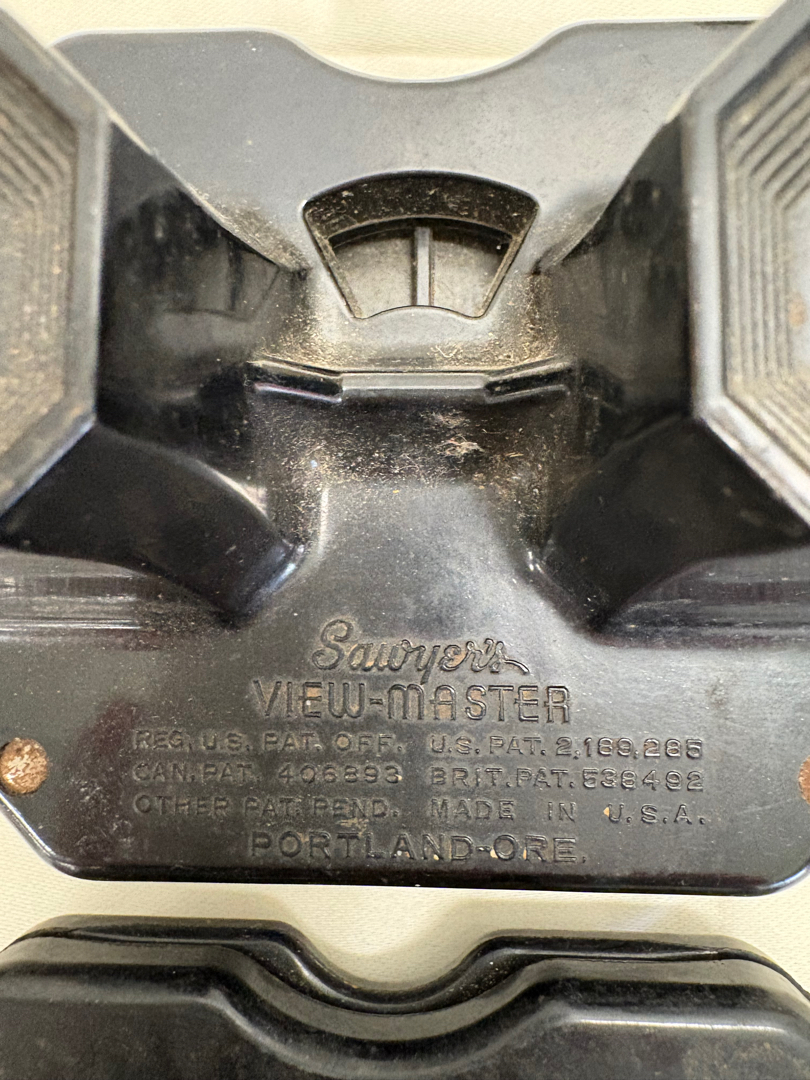 Sawyer's
VIEW-MASTER
REG. U.S. PAT. OFF. U.S. PAT. 2,189,285
CAN. PAT. 406893 BRIT. PAT. 538492
OTHER PAT. PEND. MADE IN U.S.A.
PORTLAND-ORE.